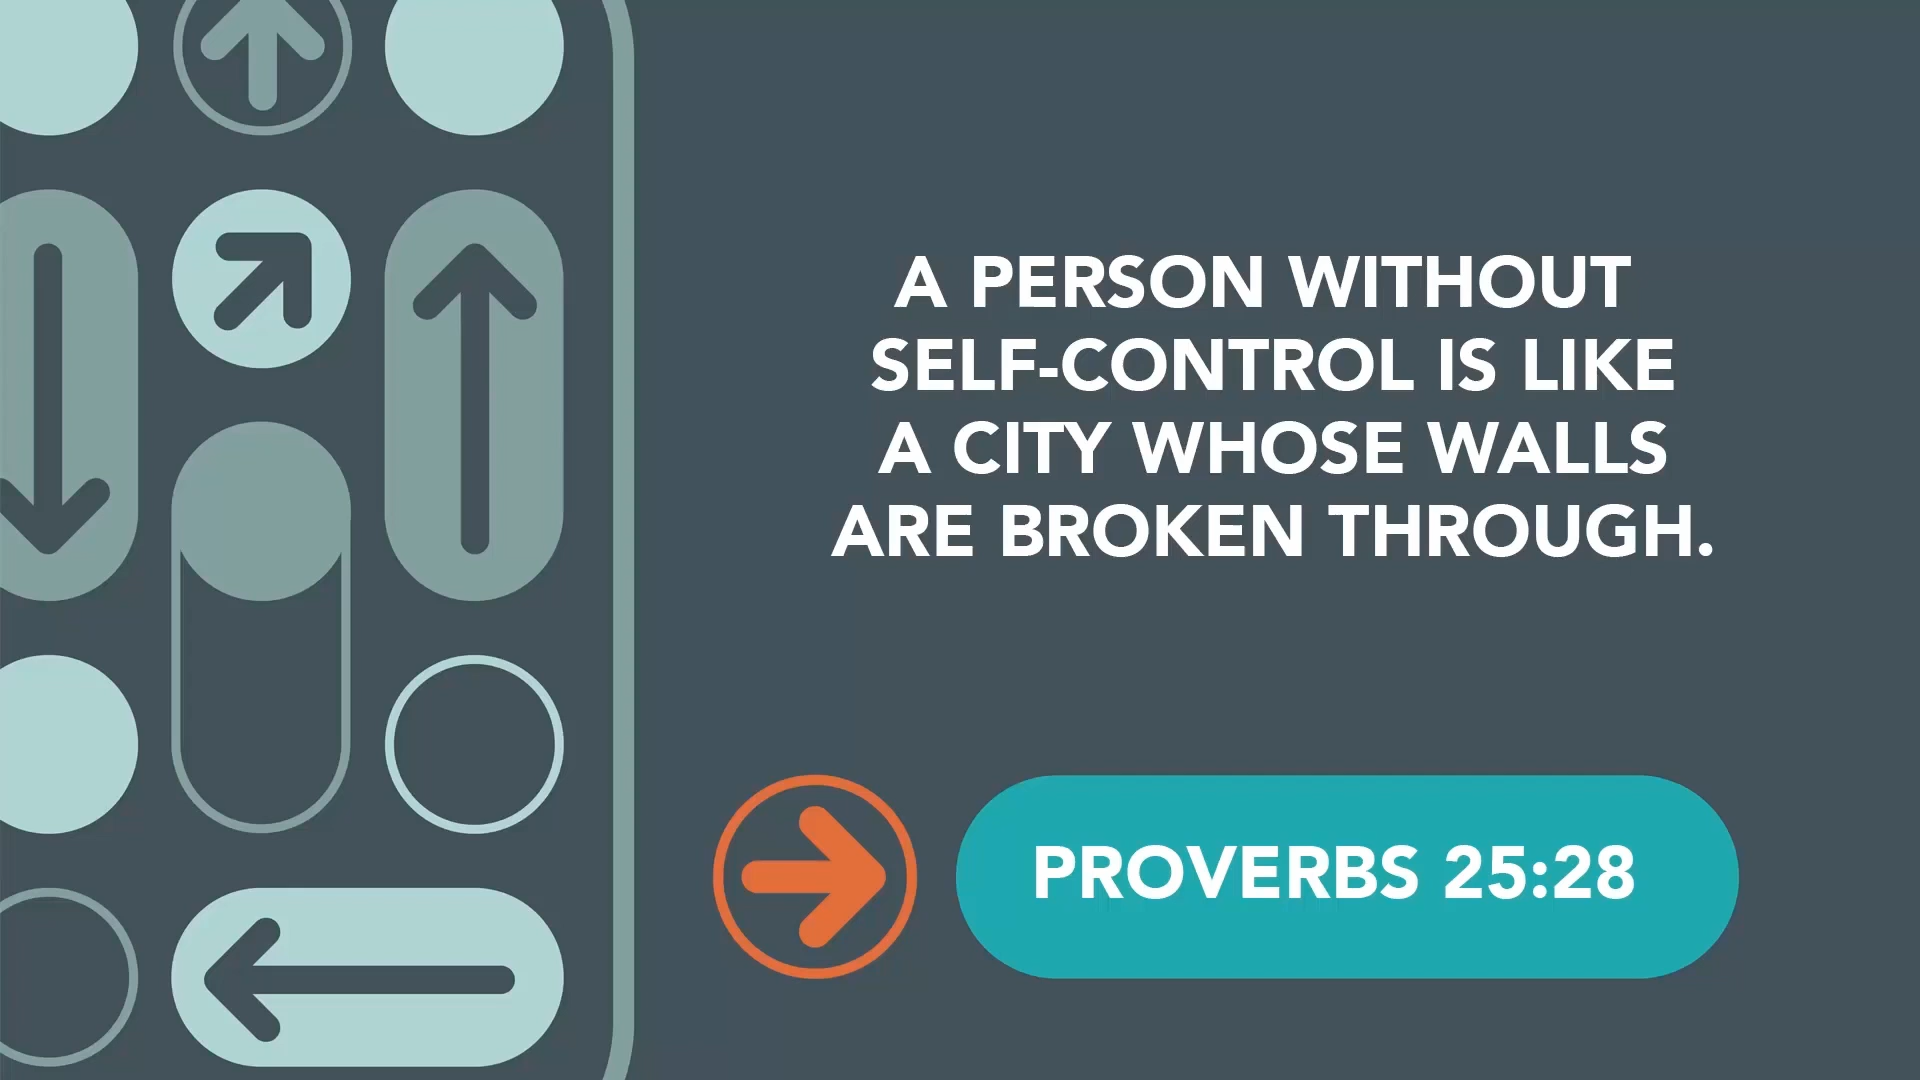 A PERSON WITHOUT
SELF-CONTROL IS LIKE
A CITY WHOSE WALLS
ARE BROKEN THROUGH.
PROVERBS 25:28